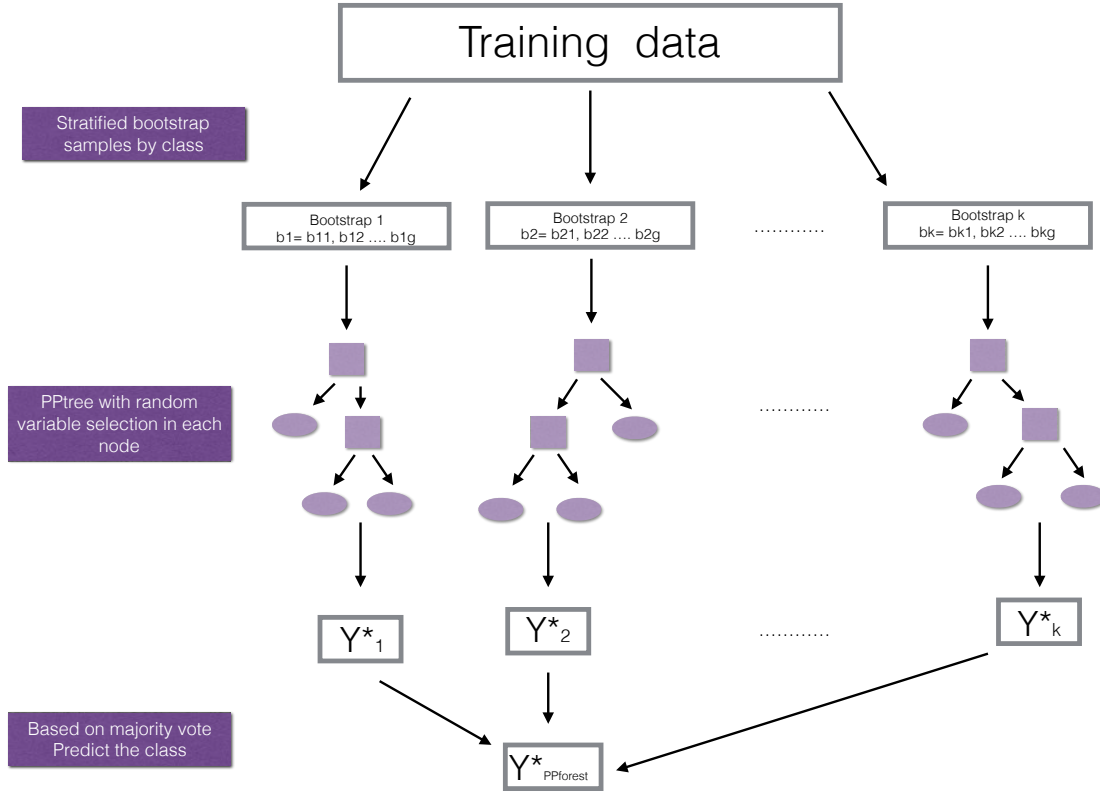 Training data
Stratified bootstrap
samples by class
Bootstrap 1
b1= b11, b12 .... b1g
Bootstrap 2
b2= b21, b22 .... b2g
............
Bootstrap k
bk= bk1, bk2 .... bkg
PPtree with random
variable selection in each
node
............
Y*1
Y*2
............
Y*k
Based on majority vote
Predict the class
Y*PPforest